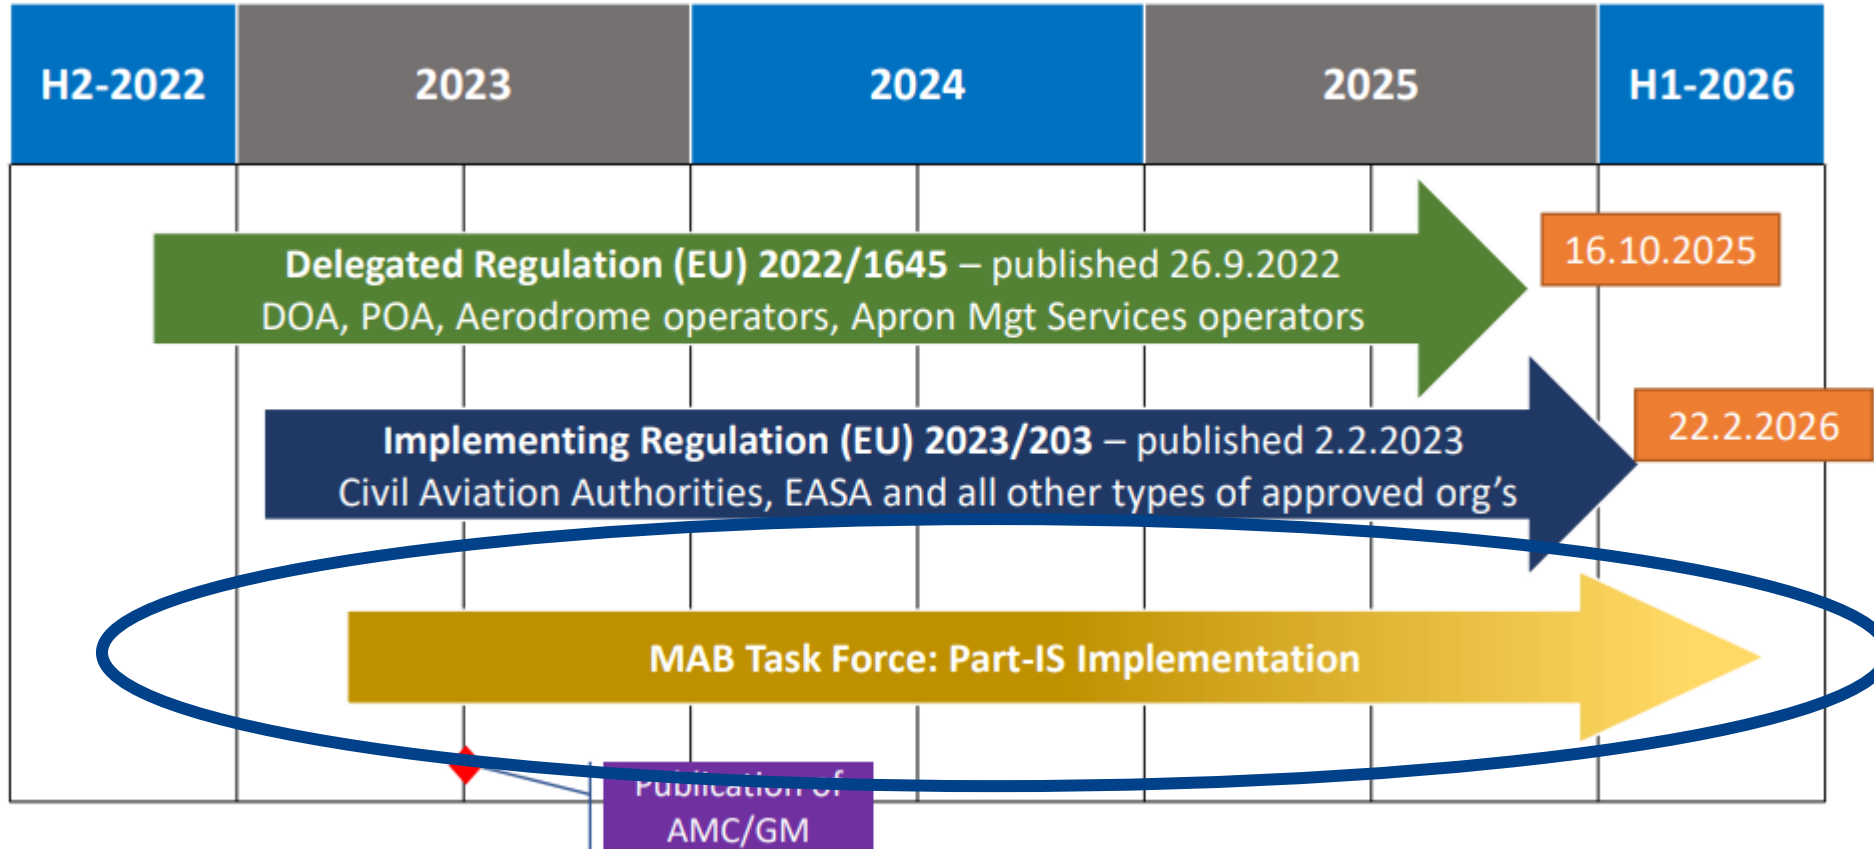 H2-2022
2023
2024
2025
H1-2026
Delegated Regulation (EU) 2022/1645 – published 26.9.2022
DOA, POA, Aerodrome operators, Apron Mgt Services operators
16.10.2025
Implementing Regulation (EU) 2023/203 – published 2.2.2023
Civil Aviation Authorities, EASA and all other types of approved org’s
22.2.2026
MAB Task Force: Part-IS Implementation
Publication of
AMC/GM